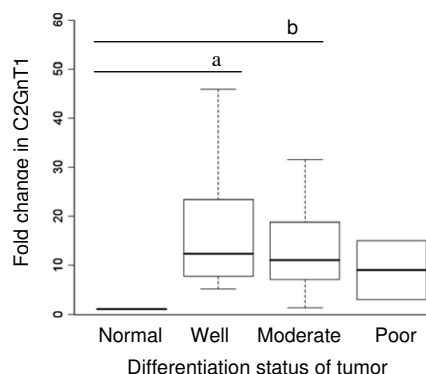 60
50
40
30
20
10
0
Fold change in C2GnT1
b
a
Normal Well Moderate Poor
Differentiation status of tumor